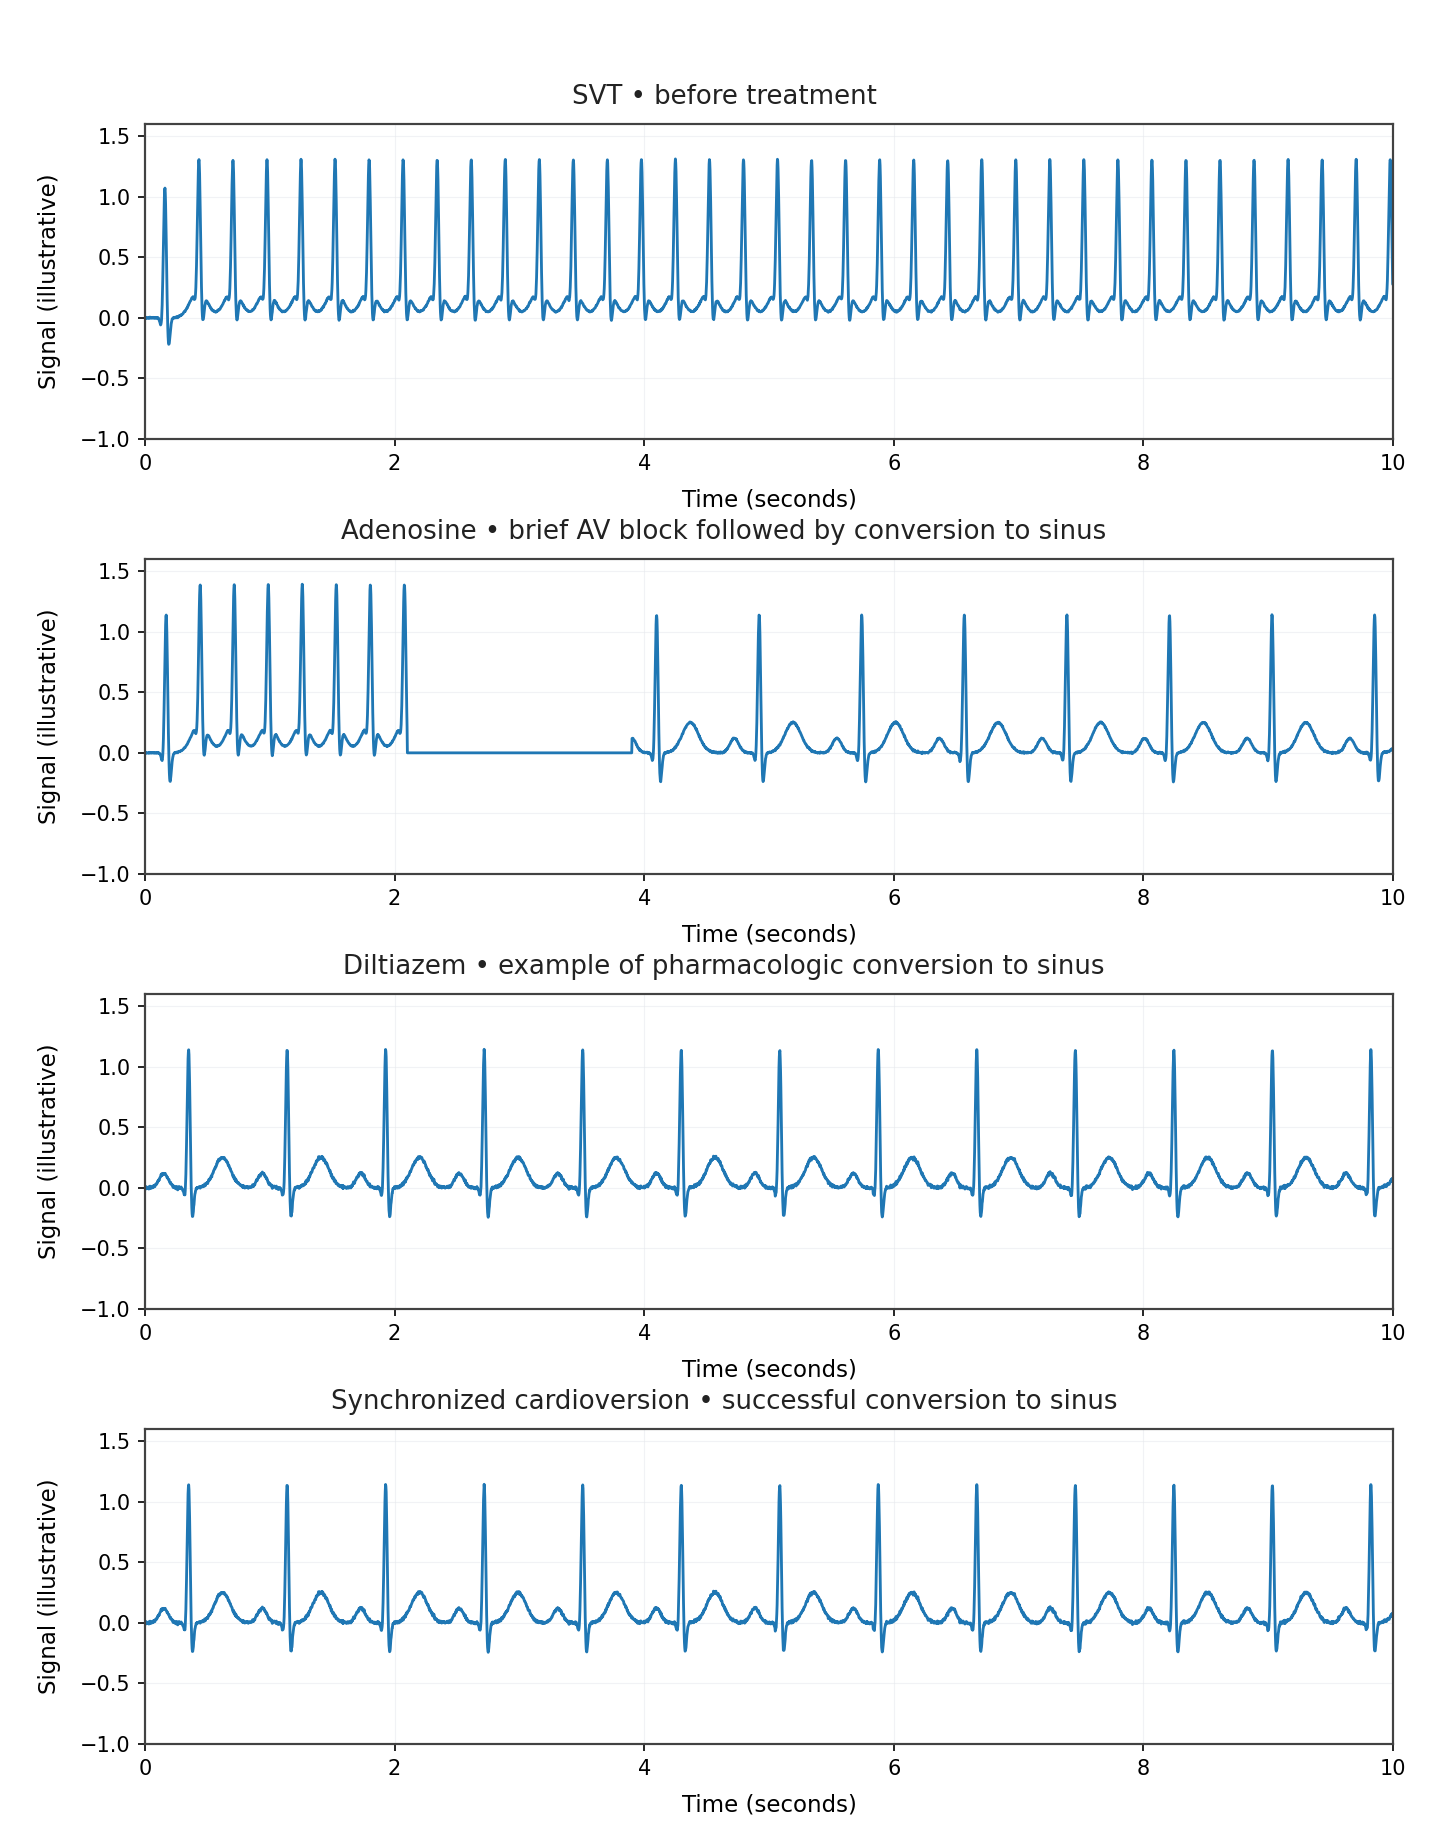 SVT • before treatment
1.5
1.0
0.5
0.0
−0.5
−1.0
Signal (illustrative)
0 2 4 6 8 10
Time (seconds)
Adenosine • brief AV block followed by conversion to sinus
1.5
1.0
0.5
0.0
−0.5
−1.0
Signal (illustrative)
0 2 4 6 8 10
Time (seconds)
Diltiazem • example of pharmacologic conversion to sinus
1.5
1.0
0.5
0.0
−0.5
−1.0
Signal (illustrative)
0 2 4 6 8 10
Time (seconds)
Synchronized cardioversion • successful conversion to sinus
1.5
1.0
0.5
0.0
−0.5
−1.0
Signal (illustrative)
0 2 4 6 8 10
Time (seconds)